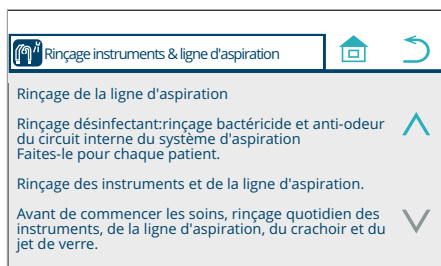 Rinçage instruments & ligne d'aspiration
Rinçage de la ligne d'aspiration
Rinçage désinfectant:rinçage bactéricide et anti-odeur
du circuit interne du système d'aspiration
Faites-le pour chaque patient.
Rinçage des instruments et de la ligne d'aspiration.
Avant de commencer les soins, rinçage quotidien des
instruments, de la ligne d'aspiration, du crachoir et du
jet de verre.